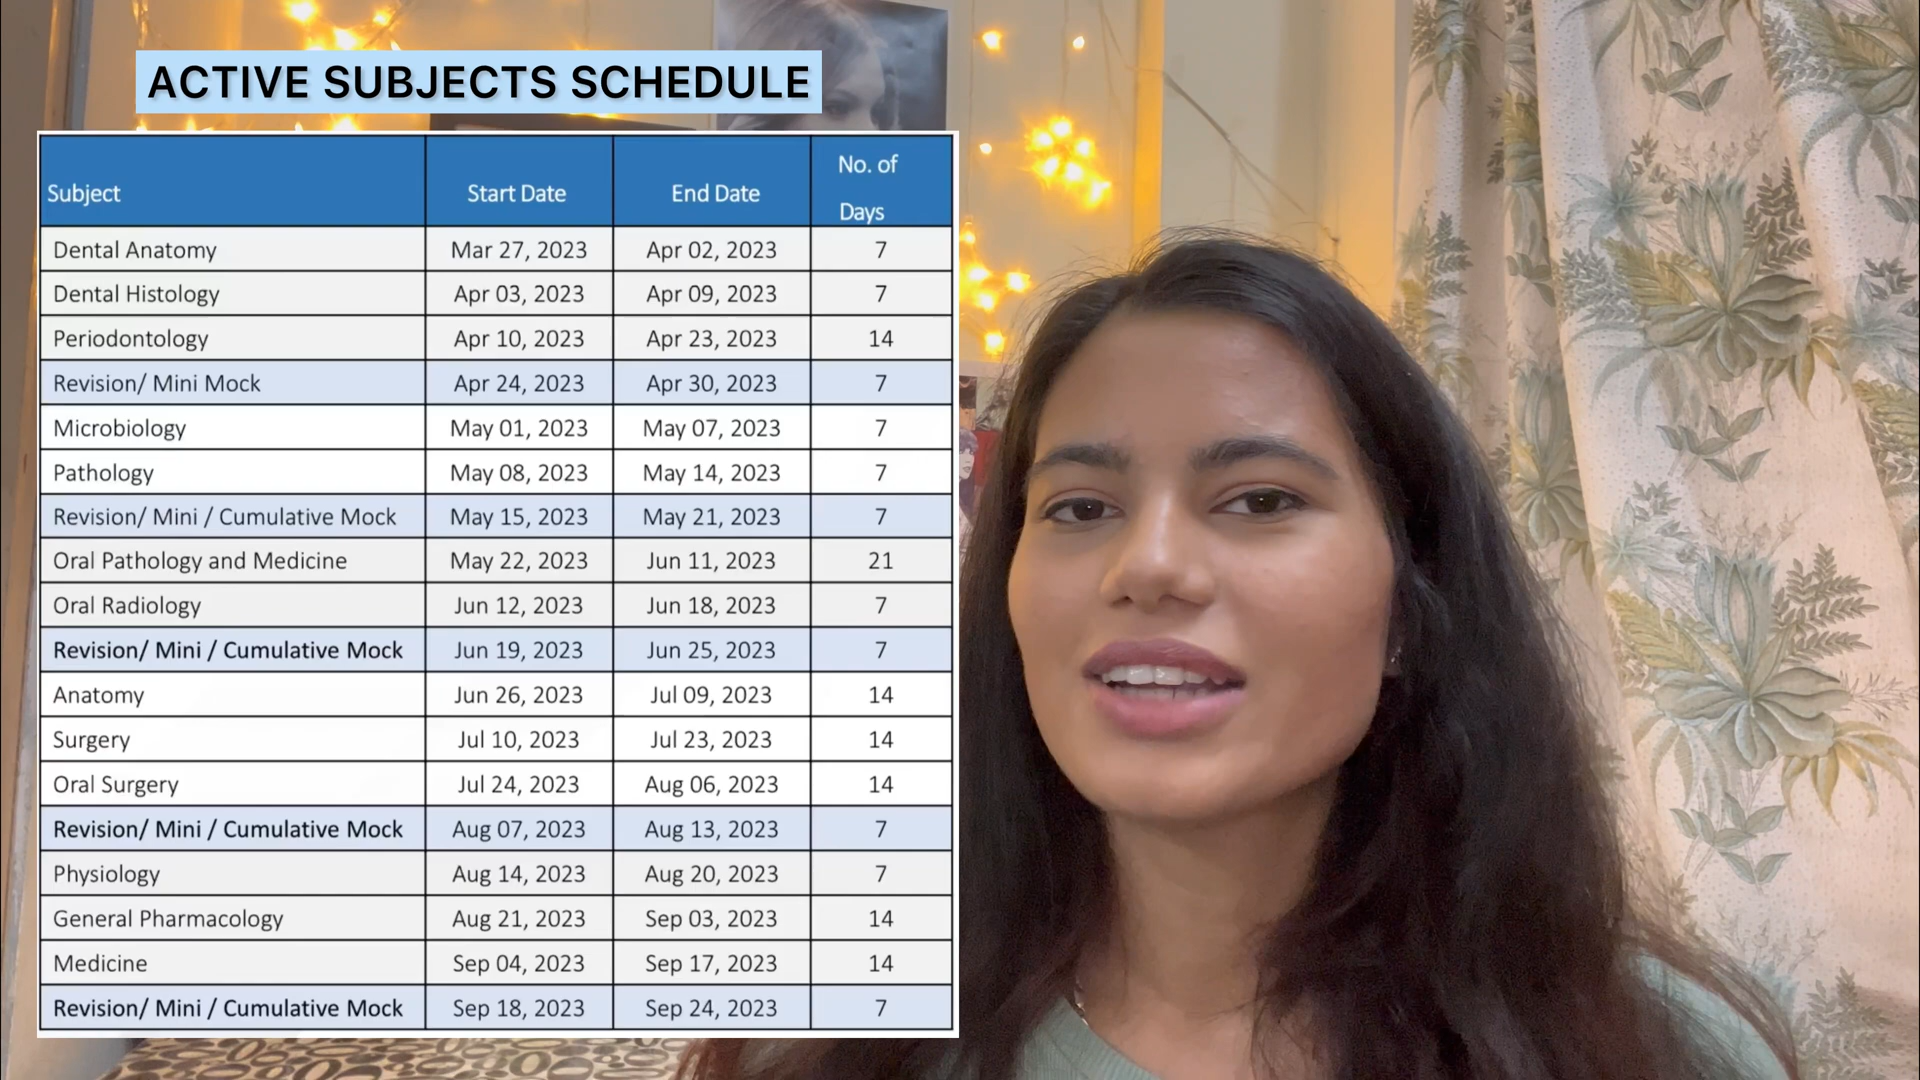 ACTIVE SUBJECTS SCHEDULE
Subject Start Date End Date No. of Days
Dental Anatomy Mar 27, 2023 Apr 02, 2023 7
Dental Histology Apr 03, 2023 Apr 09, 2023 7
Periodontology Apr 10, 2023 Apr 23, 2023 14
Revision/ Mini Mock Apr 24, 2023 Apr 30, 2023 7
Microbiology May 01, 2023 May 07, 2023 7
Pathology May 08, 2023 May 14, 2023 7
Revision/ Mini / Cumulative Mock May 15, 2023 May 21, 2023 7
Oral Pathology and Medicine May 22, 2023 Jun 11, 2023 21
Oral Radiology Jun 12, 2023 Jun 18, 2023 7
Revision/ Mini / Cumulative Mock Jun 19, 2023 Jun 25, 2023 7
Anatomy Jun 26, 2023 Jul 09, 2023 14
Surgery Jul 10, 2023 Jul 23, 2023 14
Oral Surgery Jul 24, 2023 Aug 06, 2023 14
Revision/ Mini / Cumulative Mock Aug 07, 2023 Aug 13, 2023 7
Physiology Aug 14, 2023 Aug 20, 2023 7
General Pharmacology Aug 21, 2023 Sep 03, 2023 14
Medicine Sep 04, 2023 Sep 17, 2023 14
Revision/ Mini / Cumulative Mock Sep 18, 2023 Sep 24, 2023 7